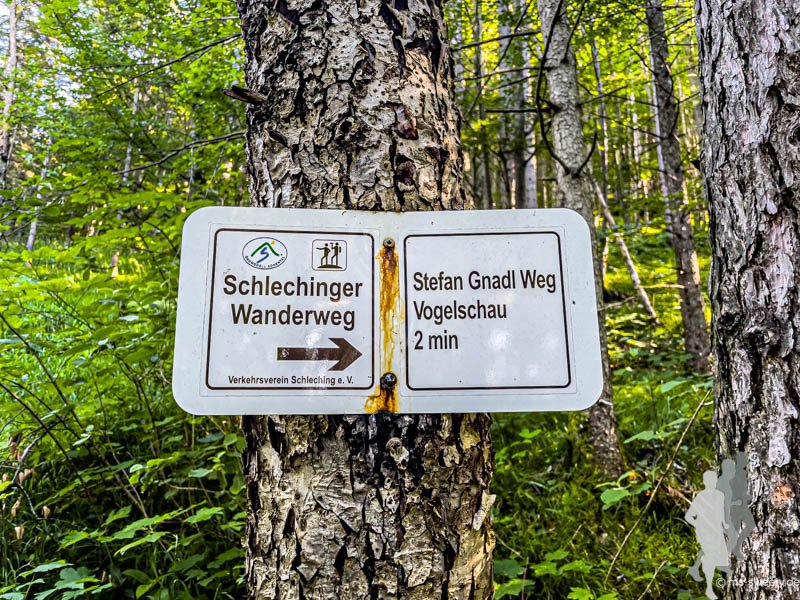 Schlechinger
Wanderweg
Verkehrsverein Schleching e. V.
Stefan Gnadl Weg
Vogelschau
2 min